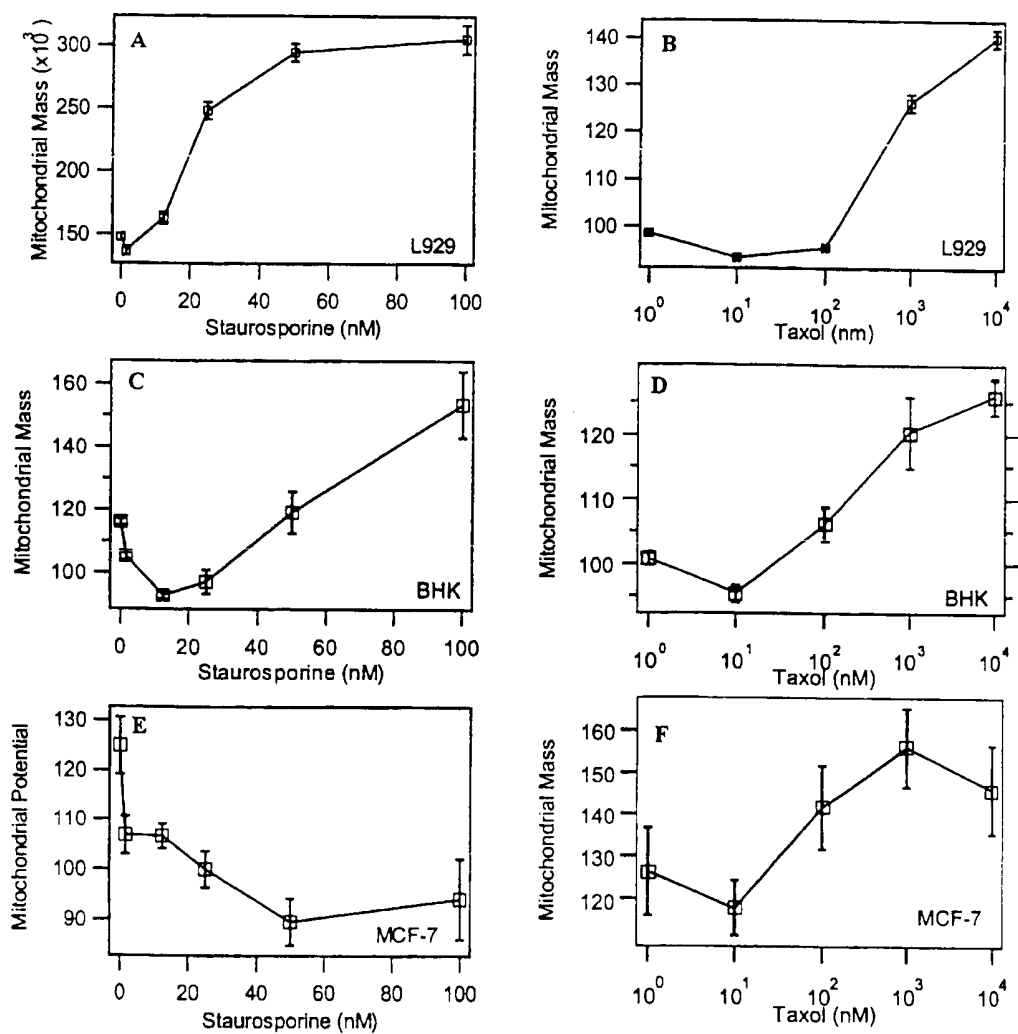 A
Mitochondrial Mass (x10³)
300
250
200
150
L929
0 20 40 60 80 100
Staurosporine (nM)
B
Mitochondrial Mass
140
130
120
100
L929
10⁰ 10¹ 10² 10³ 10⁴
Taxol (nm)
C
Mitochondrial Mass
160
140
120
100
BHK
0 20 40 60 80 100
Staurosporine (nM)
D
Mitochondrial Mass
120
110
100
BHK
10⁰ 10¹ 10² 10³ 10⁴
Taxol (nM)
E
Mitochondrial Potential
130
120
110
100
90
MCF-7
0 20 40 60 80 100
Staurosporine (nM)
F
Mitochondrial Mass
160
150
140
130
120
MCF-7
10⁰ 10¹ 10² 10³ 10⁴
Taxol (nM)